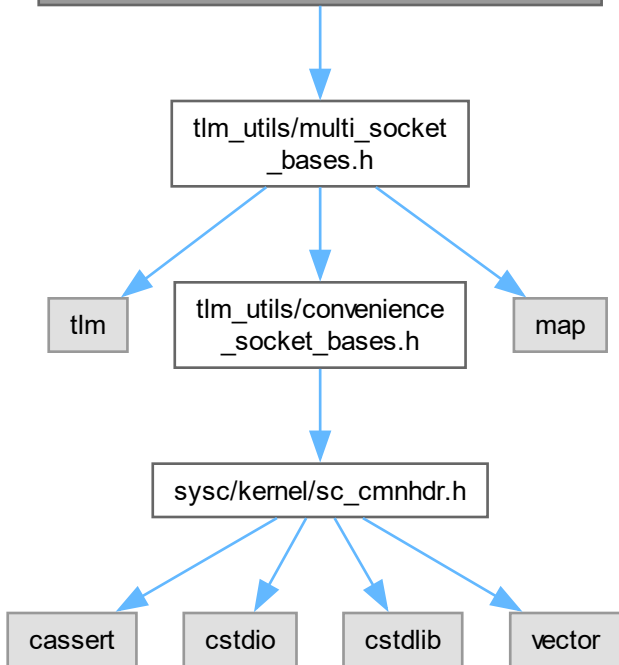 tlm_utils/multi_socket
_bases.h
tlm
tlm_utils/convenience
_socket_bases.h
map
sysc/kernel/sc_cmnhdr.h
cassert
cstdio
cstdlib
vector